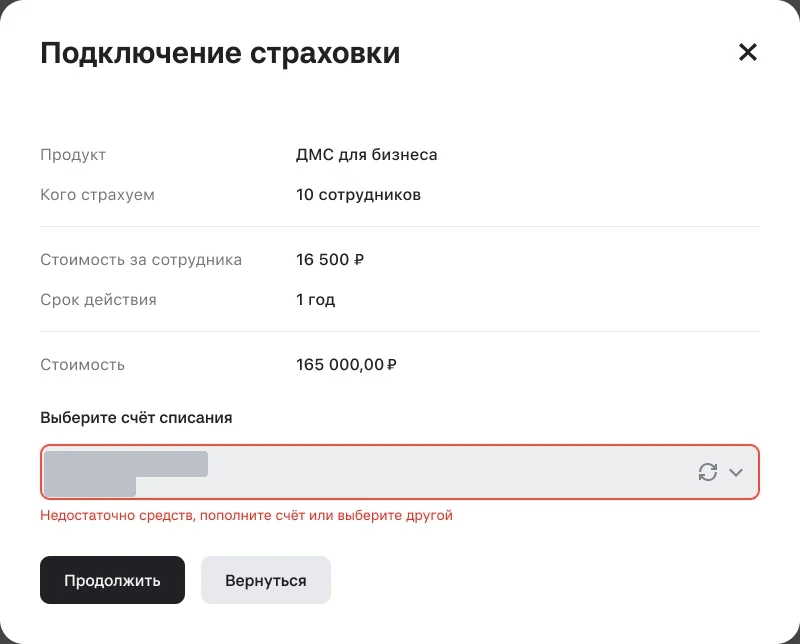 Подключение страховки
Продукт ДМС для бизнеса
Кого страхуем 10 сотрудников
Стоимость за сотрудника 16 500 ₽
Срок действия 1 год
Стоимость 165 000,00 ₽
Выберите счёт списания
Недостаточно средств, пополните счёт или выберите другой
Продолжить Вернуться